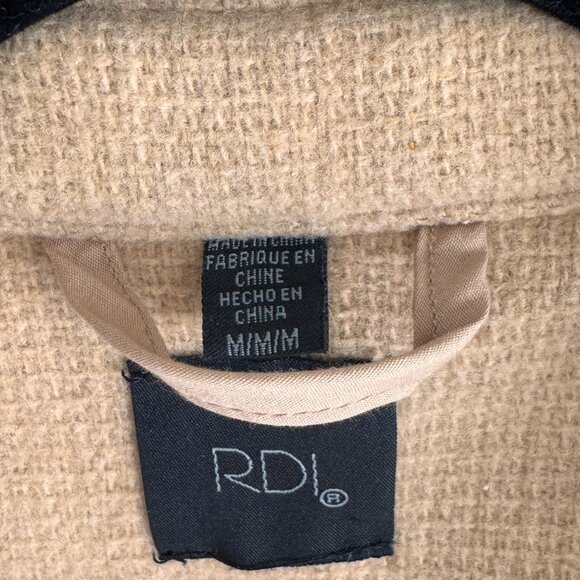 MADE IN CHINA
FABRIQUE EN
CHINE
HECHO EN
CHINA
M/M/M
RDI®